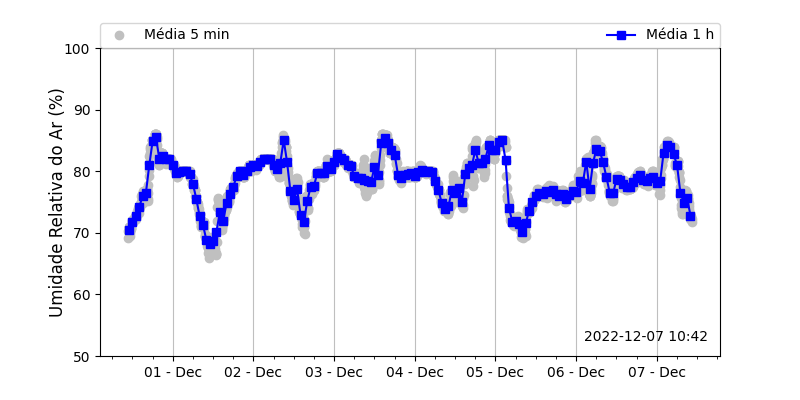 Média 5 min
Média 1 h
Umidade Relativa do Ar (%)
100
90
80
70
60
50
2022-12-07 10:42
01 - Dec
02 - Dec
03 - Dec
04 - Dec
05 - Dec
06 - Dec
07 - Dec